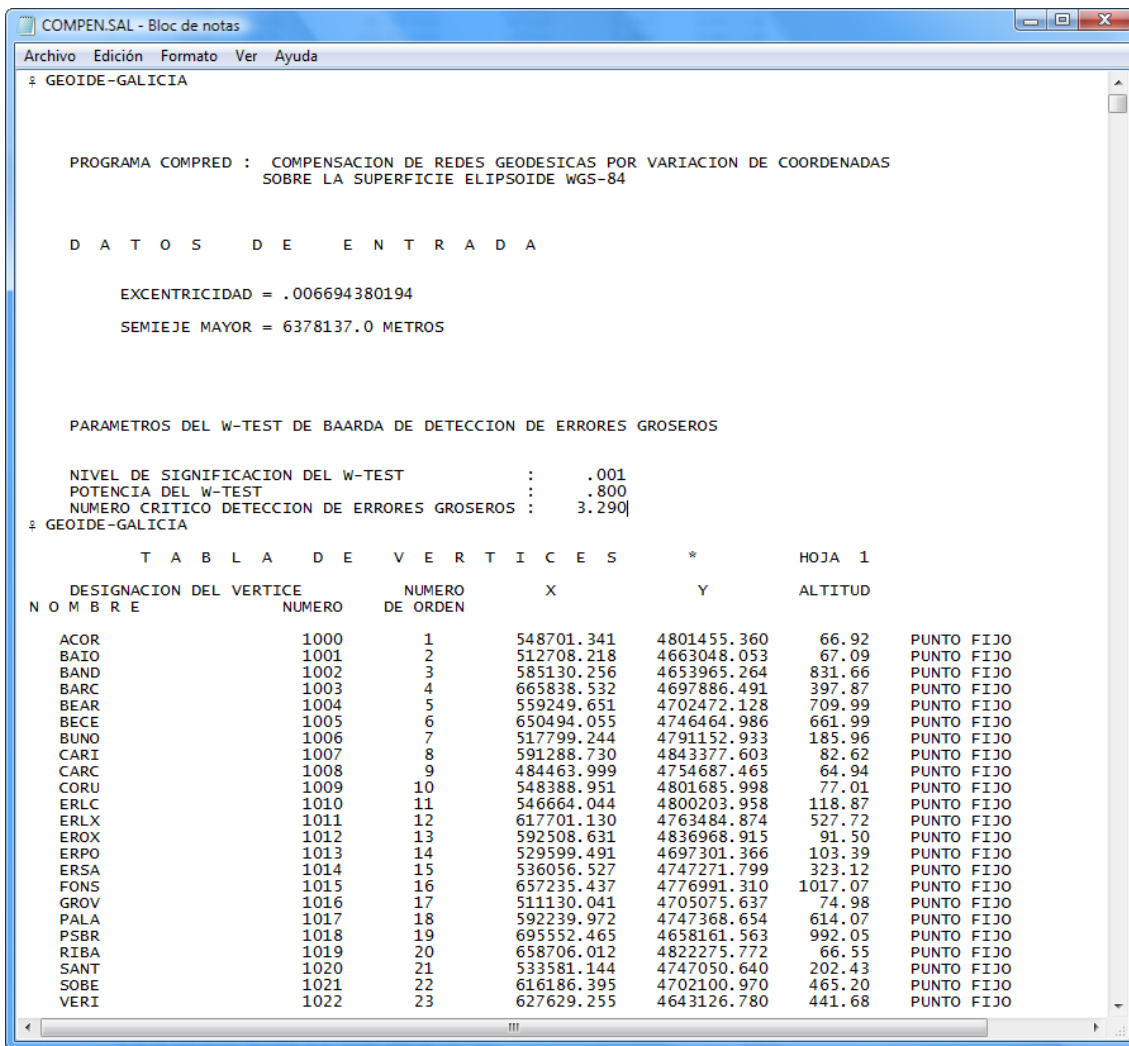 COMPEN.SAL - Bloc de notas
Archivo Edición Formato Ver Ayuda
♀ GEOIDE-GALICIA
PROGRAMA COMPRED : COMPENSACION DE REDES GEODESICAS POR VARIACION DE COORDENADAS
SOBRE LA SUPERFICIE ELIPSOIDE WGS-84
D A T O S D E E N T R A D A
EXCENTRICIDAD = .006694380194
SEMIEJE MAYOR = 6378137.0 METROS
PARAMETROS DEL W-TEST DE BAARDA DE DETECCION DE ERRORES GROSEROS
NIVEL DE SIGNIFICACION DEL W-TEST : .001
POTENCIA DEL W-TEST : .800
NUMERO CRITICO DETECCION DE ERRORES GROSEROS : 3.290
♀ GEOIDE-GALICIA
T A B L A D E V E R T I C E S * HOJA 1
DESIGNACION DEL VERTICE NUMERO X Y ALTITUD
N O M B R E NUMERO DE ORDEN
ACOR 1000 1 548701.341 4801455.360 66.92 PUNTO FIJO
BAIO 1001 2 512708.218 4663048.053 67.09 PUNTO FIJO
BAND 1002 3 585130.256 4653965.264 831.66 PUNTO FIJO
BARC 1003 4 665838.532 4697886.491 397.87 PUNTO FIJO
BEAR 1004 5 559249.651 4702472.128 709.99 PUNTO FIJO
BECE 1005 6 650494.055 4746464.986 661.99 PUNTO FIJO
BUNO 1006 7 517799.244 4791152.933 185.96 PUNTO FIJO
CARI 1007 8 591288.730 4843377.603 82.62 PUNTO FIJO
CARC 1008 9 484463.999 4754687.465 64.94 PUNTO FIJO
CORU 1009 10 548388.951 4801685.998 77.01 PUNTO FIJO
ERLC 1010 11 546664.044 4800203.958 118.87 PUNTO FIJO
ERLX 1011 12 617701.130 4763484.874 527.72 PUNTO FIJO
EROX 1012 13 592508.631 4836968.915 91.50 PUNTO FIJO
ERPO 1013 14 529599.491 4697301.366 103.39 PUNTO FIJO
ERSA 1014 15 536056.527 4747271.799 323.12 PUNTO FIJO
FONS 1015 16 657235.437 4776991.310 1017.07 PUNTO FIJO
GROV 1016 17 511130.041 4705075.637 74.98 PUNTO FIJO
PALA 1017 18 592239.972 4747368.654 614.07 PUNTO FIJO
PSBR 1018 19 695552.465 4658161.563 992.05 PUNTO FIJO
RIBA 1019 20 658706.012 4822275.772 66.55 PUNTO FIJO
SANT 1020 21 533581.144 4747050.640 202.43 PUNTO FIJO
SOBE 1021 22 616186.395 4702100.970 465.20 PUNTO FIJO
VERI 1022 23 627629.255 4643126.780 441.68 PUNTO FIJO